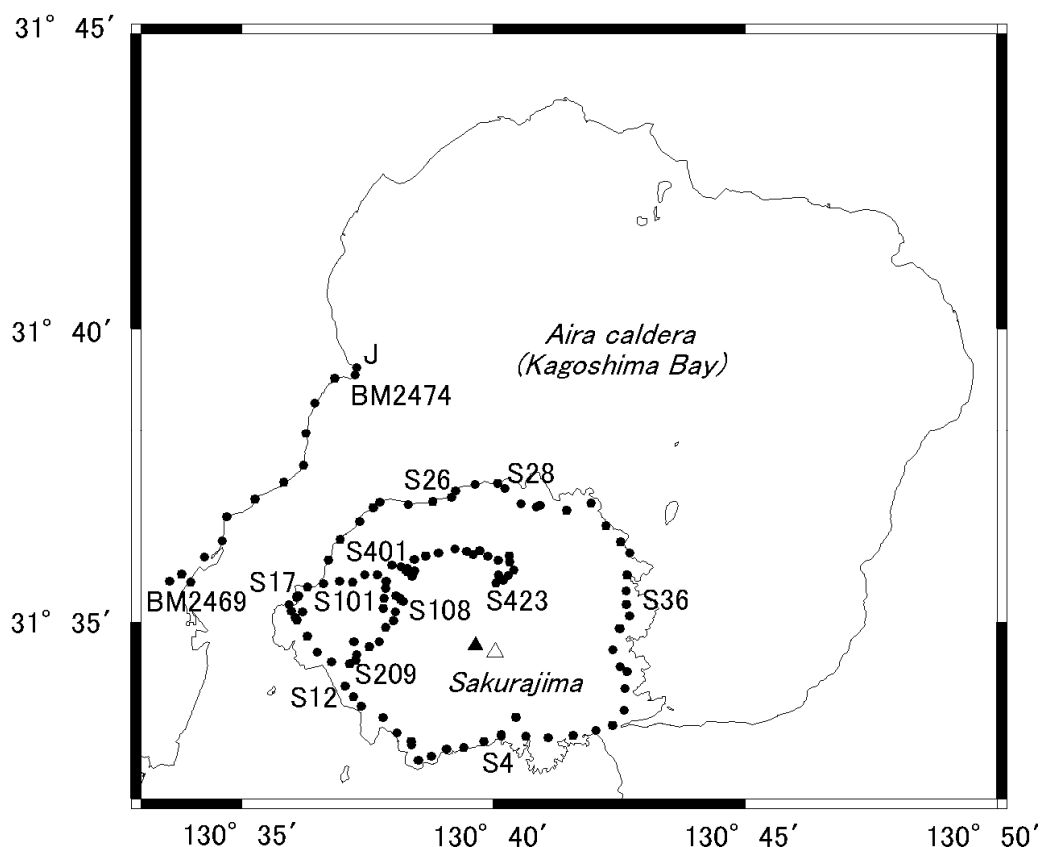 31° 45′
31° 40′
Aira caldera
(Kagoshima Bay)
J
BM2474
S26
S28
S401
S17
BM2469
S101
S108
S423
S36
31° 35′
S209
Sakurajima
S12
S4
130° 35′
130° 40′
130° 45′
130° 50′